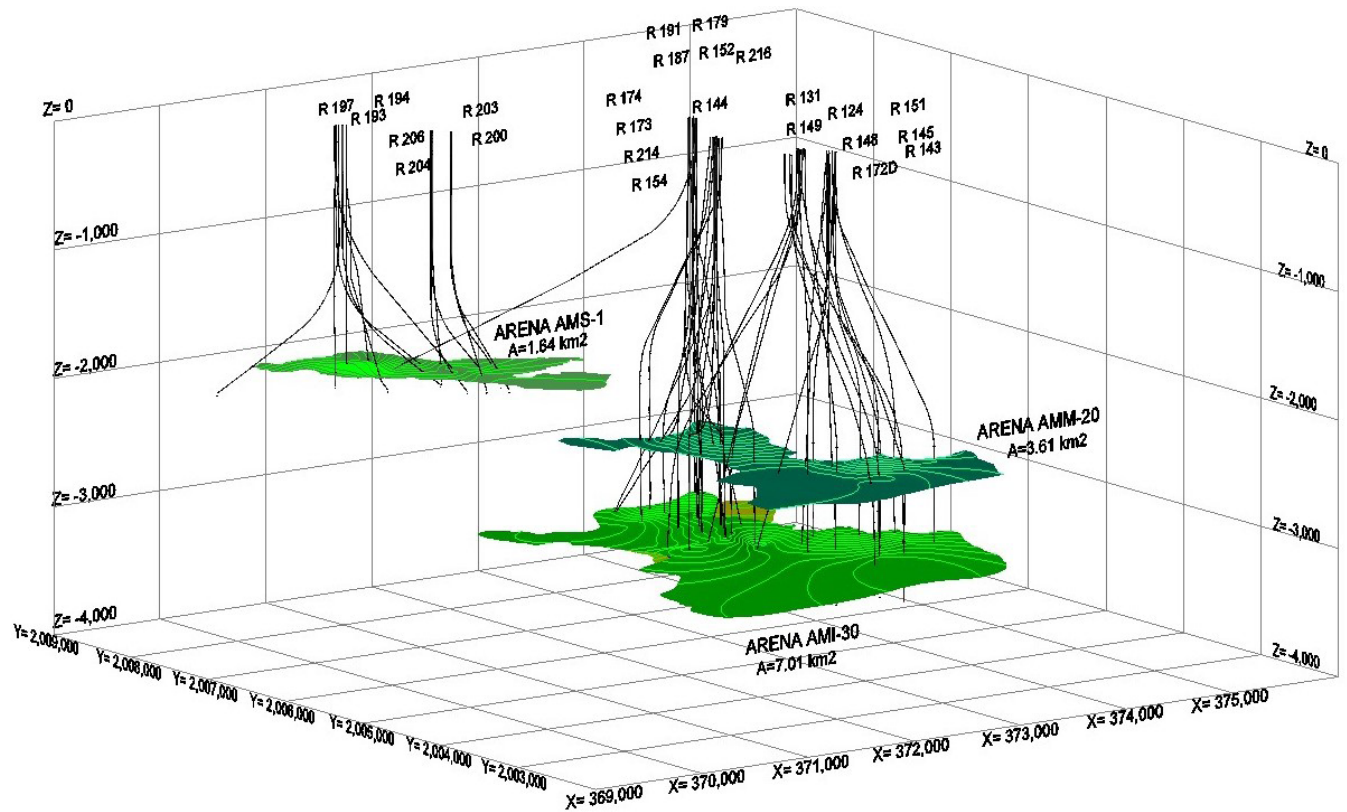 R 191
R 179
R 187
R 152
R 216
Z= 0
R 197
R 194
R 193
R 203
R 206
R 200
R 204
R 174
R 144
R 173
R 214
R 154
R 131
R 124
R 151
R 149
R 148
R 145
R 143
R 172D
Z= 0
Z= -1,000
Z= -1,000
ARENA AMS-1
A=1.64 km2
Z= -2,000
Z= -2,000
ARENA AMM-20
A=3.61 km2
Z= -3,000
Z= -3,000
Z= -4,000
Z= -4,000
ARENA AMI-30
A=7.01 km2
Y= 2,009,000
Y= 2,008,000
Y= 2,007,000
Y= 2,006,000
Y= 2,005,000
Y= 2,004,000
Y= 2,003,000
X= 369,000
X= 370,000
X= 371,000
X= 372,000
X= 373,000
X= 374,000
X= 375,000